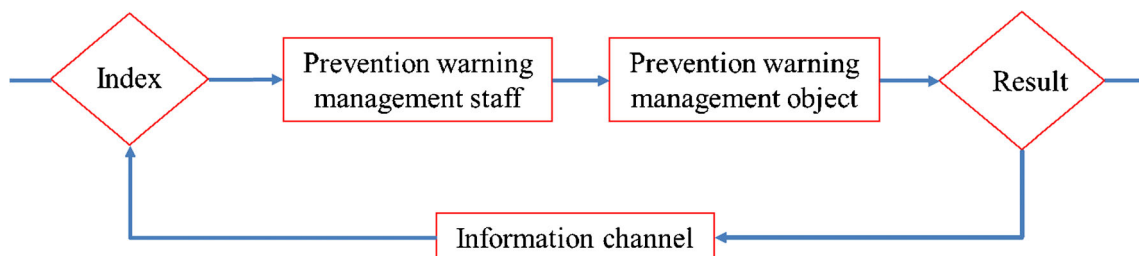 Index
Prevention warning
management staff
Prevention warning
management object
Result
Information channel